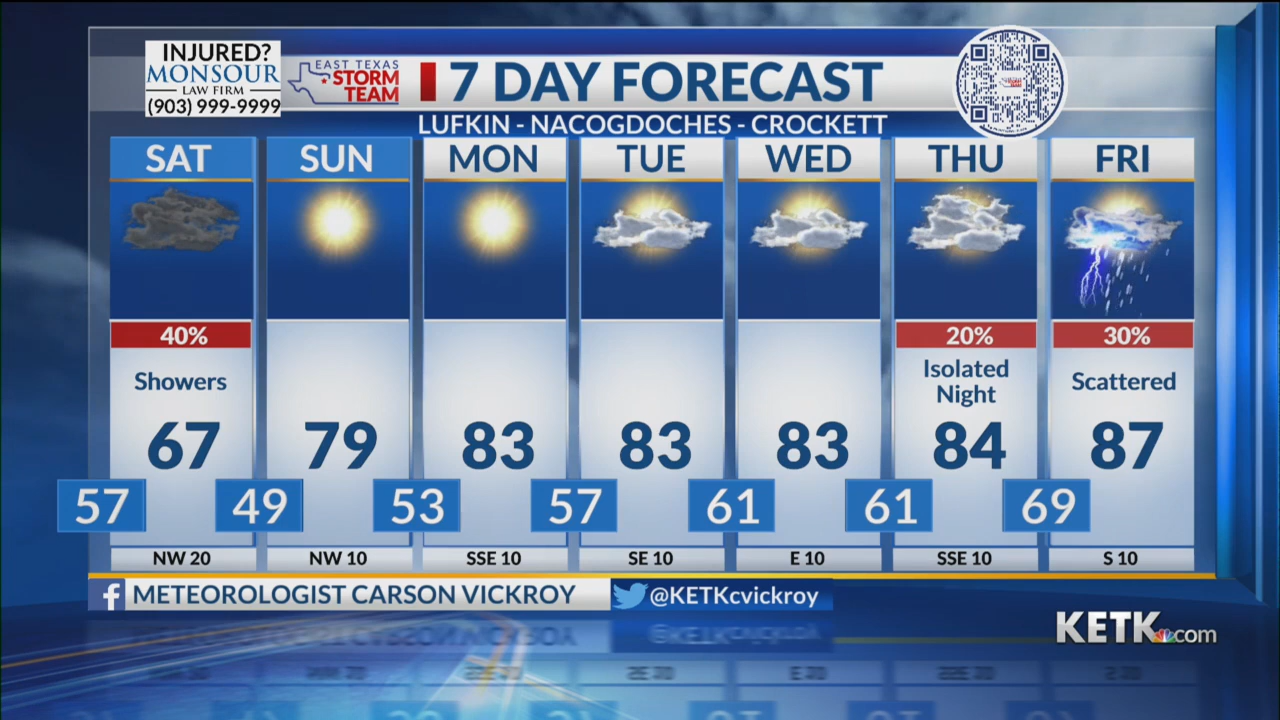 INJURED?
MONSOUR
LAW FIRM
(903) 999-9999
EAST TEXAS
STORM
TEAM
7 DAY FORECAST
LUFKIN - NACOGDOCHES - CROCKETT
SAT SUN MON TUE WED THU FRI
40% 20% 30%
Showers Isolated Night Scattered
67 79 83 83 83 84 87
57 49 53 57 61 61 69
NW 20 NW 10 SSE 10 SE 10 E 10 SSE 10 S 10
f METEOROLOGIST CARSON VICKROY @KETKcvickroy
KETK.com